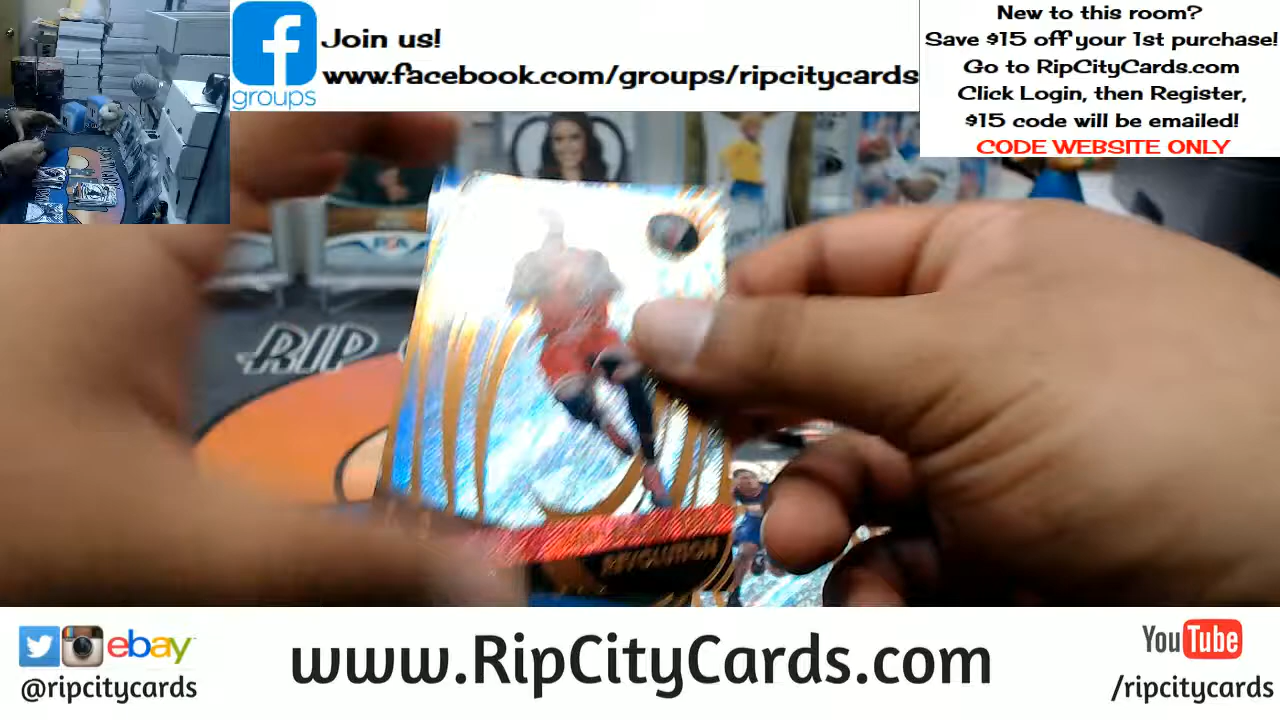 f
groups
Join us!
www.facebook.com/groups/ripcitycards
New to this room?
Save $15 off your 1st purchase!
Go to RipCityCards.com
Click Login, then Register,
$15 code will be emailed!
CODE WEBSITE ONLY
RIP
REVOLUTION
ebay
@ripcitycards
www.RipCityCards.com
YouTube
/ripcitycards